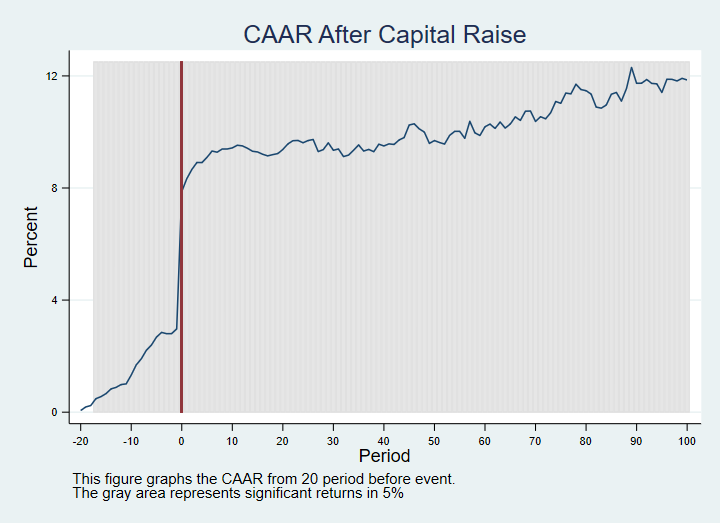 CAAR After Capital Raise
Percent
12
8
4
0
-20 -10 0 10 20 30 40 50 60 70 80 90 100
Period
This figure graphs the CAAR from 20 period before event.
The gray area represents significant returns in 5%